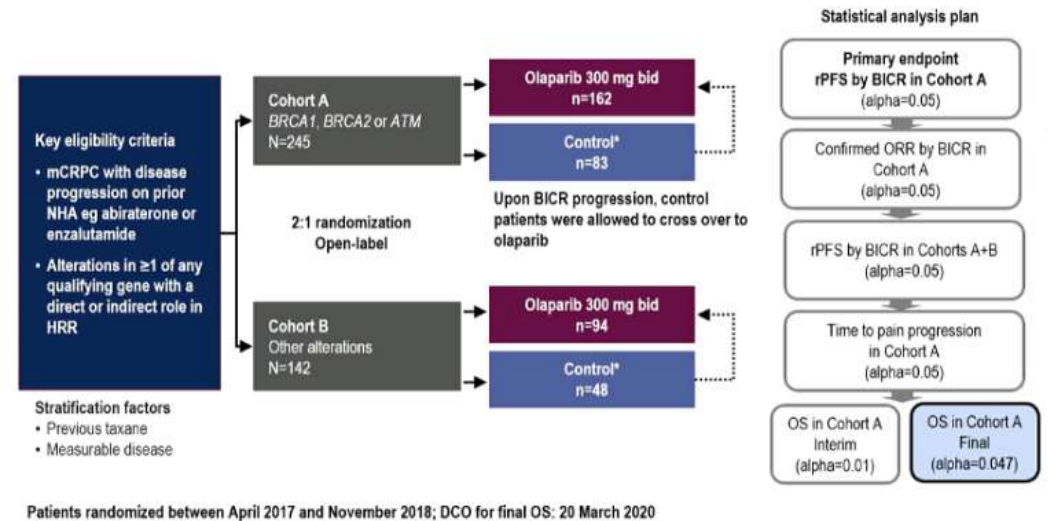 Statistical analysis plan
Key eligibility criteria
• mCRPC with disease
progression on prior
NHA eg abiraterone or
enzalutamide
• Alterations in ≥1 of any
qualifying gene with a
direct or indirect role in
HRR
Stratification factors
• Previous taxane
• Measurable disease
Cohort A
BRCA1, BRCA2 or ATM
N=245
2:1 randomization
Open-label
Cohort B
Other alterations
N=142
Olaparib 300 mg bid
n=162
Control*
n=83
Upon BICR progression, control
patients were allowed to cross over to
olaparib
Olaparib 300 mg bid
n=94
Control*
n=48
Primary endpoint
rPFS by BICR in Cohort A
(alpha=0.05)
Confirmed ORR by BICR in
Cohort A
(alpha=0.05)
rPFS by BICR in Cohorts A+B
(alpha=0.05)
Time to pain progression
in Cohort A
(alpha=0.05)
OS in Cohort A
Interim
(alpha=0.01)
OS in Cohort A
Final
(alpha=0.047)
Patients randomized between April 2017 and November 2018; DCO for final OS: 20 March 2020